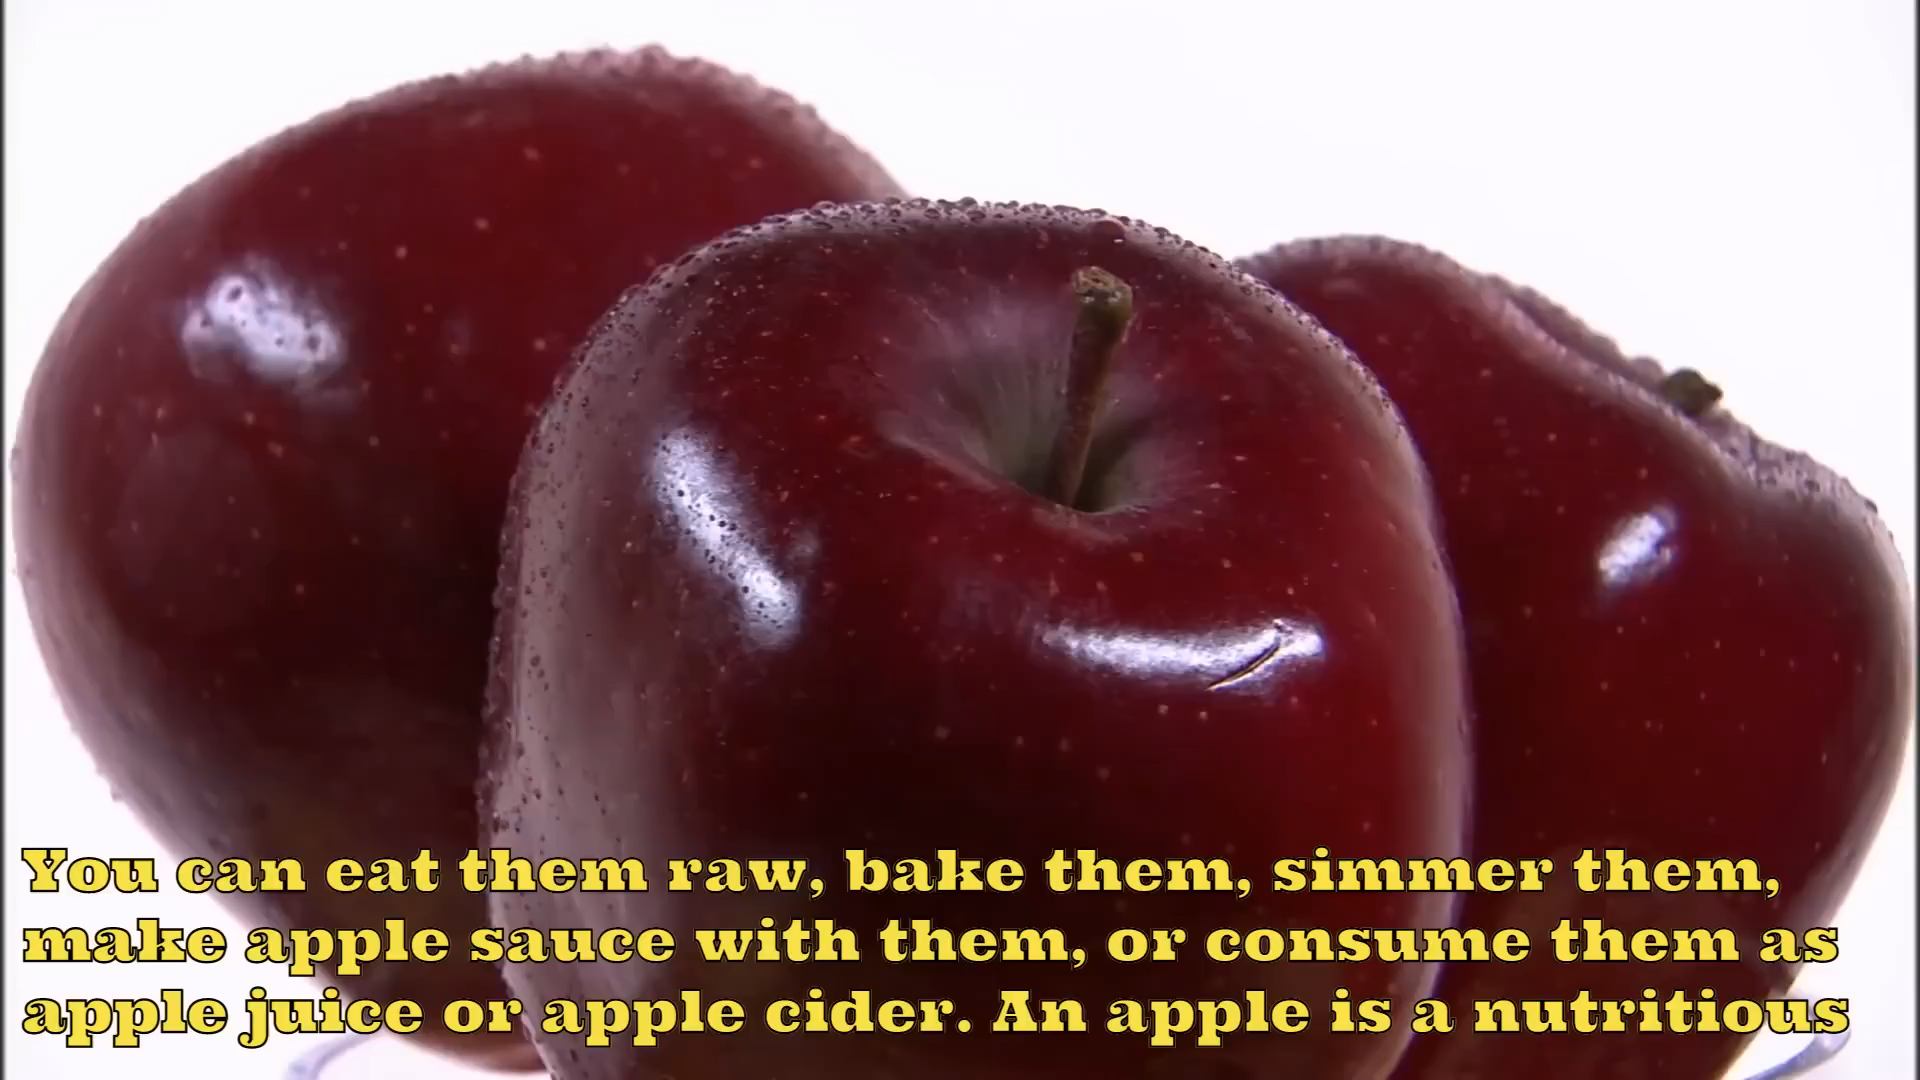 You can eat them raw, bake them, simmer them,
make apple sauce with them, or consume them as
apple juice or apple cider. An apple is a nutritious